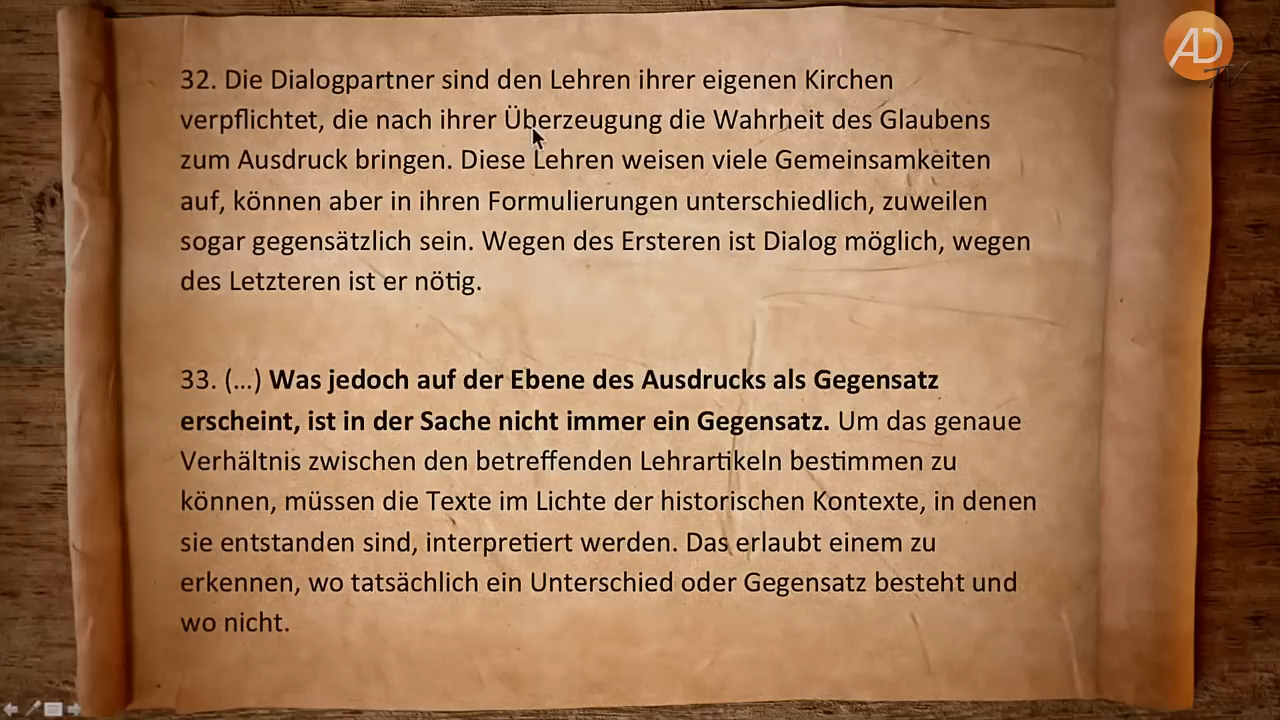 AD
TV
32. Die Dialogpartner sind den Lehren ihrer eigenen Kirchen
verpflichtet, die nach ihrer Überzeugung die Wahrheit des Glaubens
zum Ausdruck bringen. Diese Lehren weisen viele Gemeinsamkeiten
auf, können aber in ihren Formulierungen unterschiedlich, zuweilen
sogar gegensätzlich sein. Wegen des Ersteren ist Dialog möglich, wegen
des Letzteren ist er nötig.
33. (…) Was jedoch auf der Ebene des Ausdrucks als Gegensatz
erscheint, ist in der Sache nicht immer ein Gegensatz. Um das genaue
Verhältnis zwischen den betreffenden Lehrartikeln bestimmen zu
können, müssen die Texte im Lichte der historischen Kontexte, in denen
sie entstanden sind, interpretiert werden. Das erlaubt einem zu
erkennen, wo tatsächlich ein Unterschied oder Gegensatz besteht und
wo nicht.